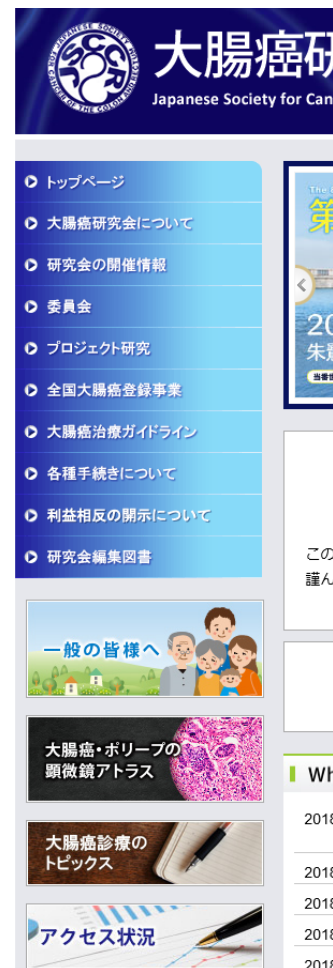 大腸癌研
Japanese Society for Can
トップページ
大腸癌研究会について
研究会の開催情報
委員会
プロジェクト研究
全国大腸癌登録事業
大腸癌治療ガイドライン
各種手続きについて
利益相反の開示について
研究会編集図書
一般の皆様へ
大腸癌・ポリープの
顕微鏡アトラス
大腸癌診療の
トピックス
アクセス状況
The
第
20
朱
当番世
この
謹ん
Wh
2018
2018
2018
2018
2018